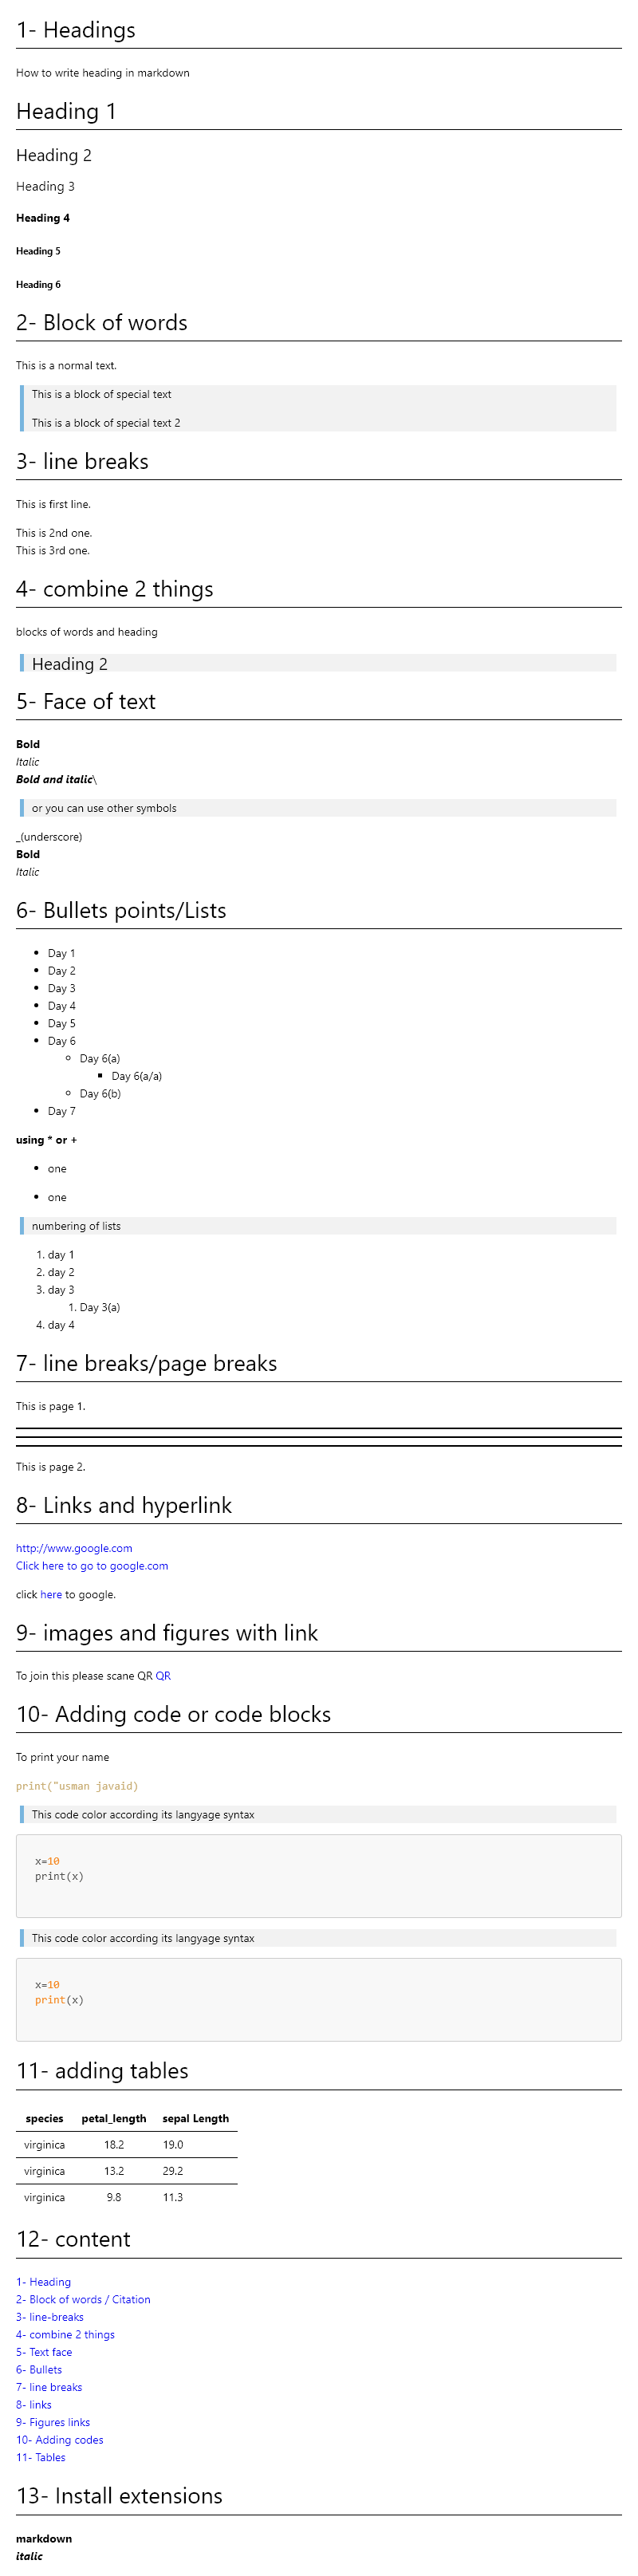 1- Headings
How to write heading in markdown
Heading 1
Heading 2
Heading 3
Heading 4
Heading 5
Heading 6
2- Block of words
This is a normal text.
This is a block of special text
This is a block of special text 2
3- line breaks
This is first line.
This is 2nd one.
This is 3rd one.
4- combine 2 things
blocks of words and heading
Heading 2
5- Face of text
Bold
Italic
Bold and italic\
or you can use other symbols
_(underscore)
Bold
Italic
6- Bullets points/Lists
• Day 1
• Day 2
• Day 3
• Day 4
• Day 5
• Day 6
◦ Day 6(a)
▪ Day 6(a/a)
◦ Day 6(b)
• Day 7
using * or +
• one
• one
numbering of lists
1. day 1
2. day 2
3. day 3
1. Day 3(a)
4. day 4
7- line breaks/page breaks
This is page 1.
This is page 2.
8- Links and hyperlink
http://www.google.com
Click here to go to google.com
click here to google.
9- images and figures with link
To join this please scane QR QR
10- Adding code or code blocks
To print your name
print("usman javaid)
This code color according its langyage syntax
x=10
print(x)
This code color according its langyage syntax
x=10
print(x)
11- adding tables
species petal_length sepal Length
virginica 18.2 19.0
virginica 13.2 29.2
virginica 9.8 11.3
12- content
1- Heading
2- Block of words / Citation
3- line-breaks
4- combine 2 things
5- Text face
6- Bullets
7- line breaks
8- links
9- Figures links
10- Adding codes
11- Tables
13- Install extensions
markdown
italic